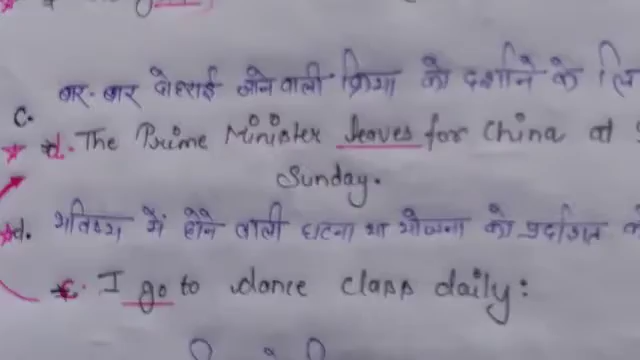 बार-बार दोहराई जाने वाली क्रिया को दर्शाने के
c.
d. The Prime Minister leaves for China at
Sunday.
d. भविष्य में होने वाली घटना या योजना को प्रदर्शित
c. I go to dance class daily: